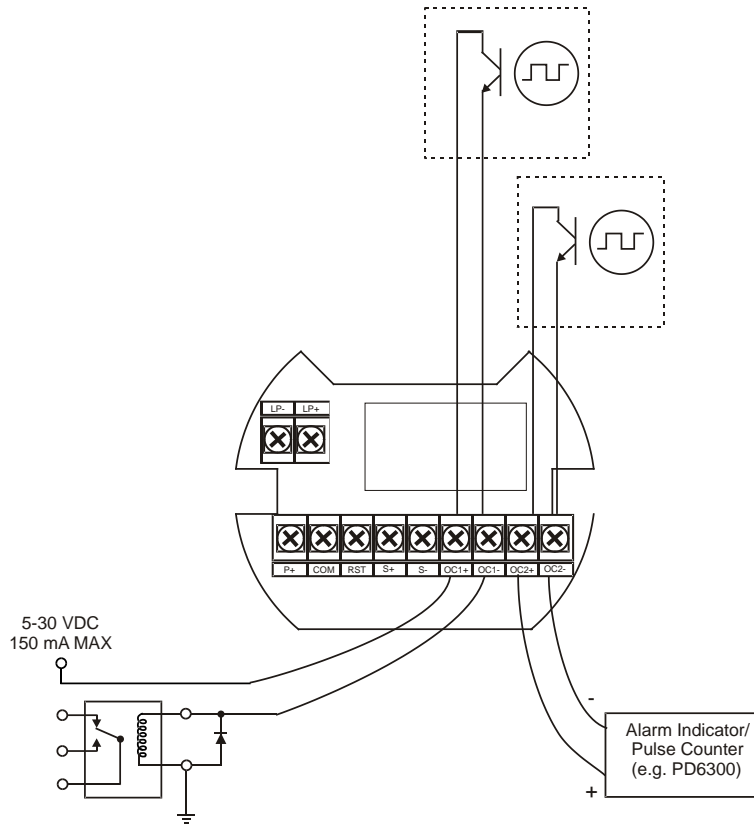 LP- LP+
P+ COM RST S+ S- OC1+ OC1- OC2+ OC2-
5-30 VDC
150 mA MAX
-
Alarm Indicator/
Pulse Counter
(e.g. PD6300)
+